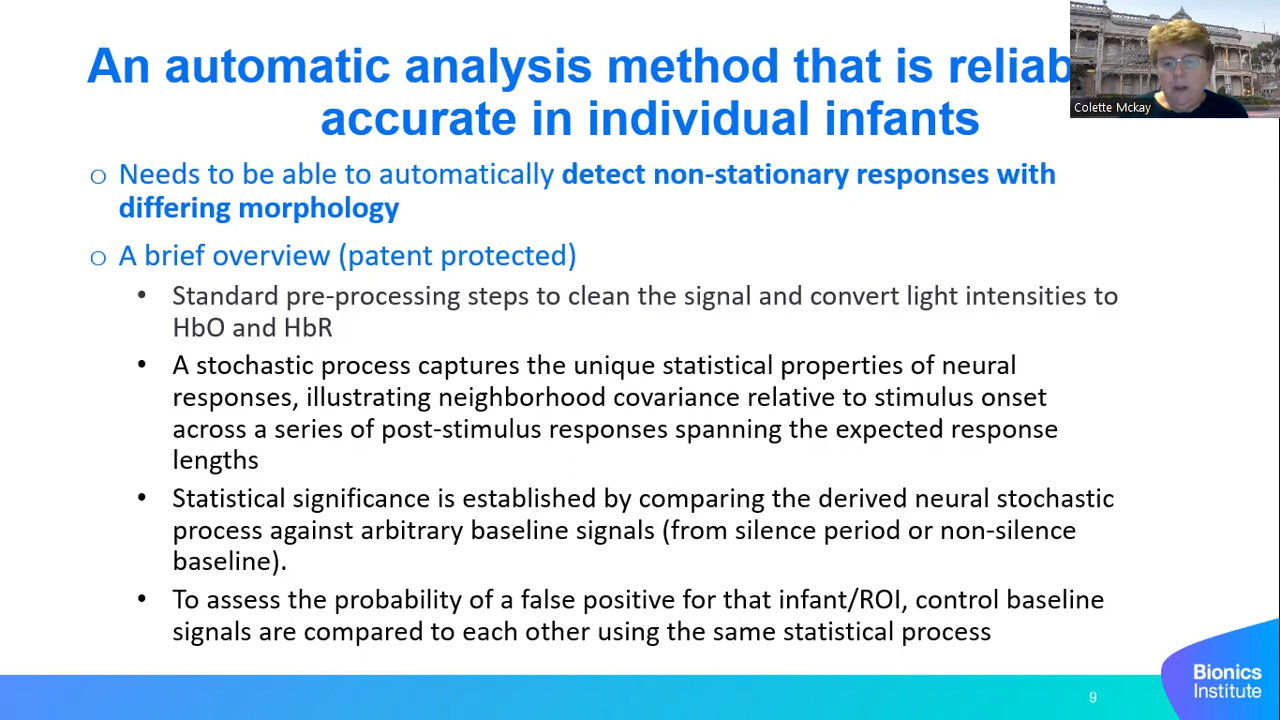 An automatic analysis method that is
accurate in individual infants
Colette Mckay
o Needs to be able to automatically detect non-stationary responses with
differing morphology
o A brief overview (patent protected)
• Standard pre-processing steps to clean the signal and convert light intensities to
HbO and HbR
• A stochastic process captures the unique statistical properties of neural
responses, illustrating neighborhood covariance relative to stimulus onset
across a series of post-stimulus responses spanning the expected response
lengths
• Statistical significance is established by comparing the derived neural stochastic
process against arbitrary baseline signals (from silence period or non-silence
baseline).
• To assess the probability of a false positive for that infant/ROI, control baseline
signals are compared to each other using the same statistical process
9
Bionics
Institute